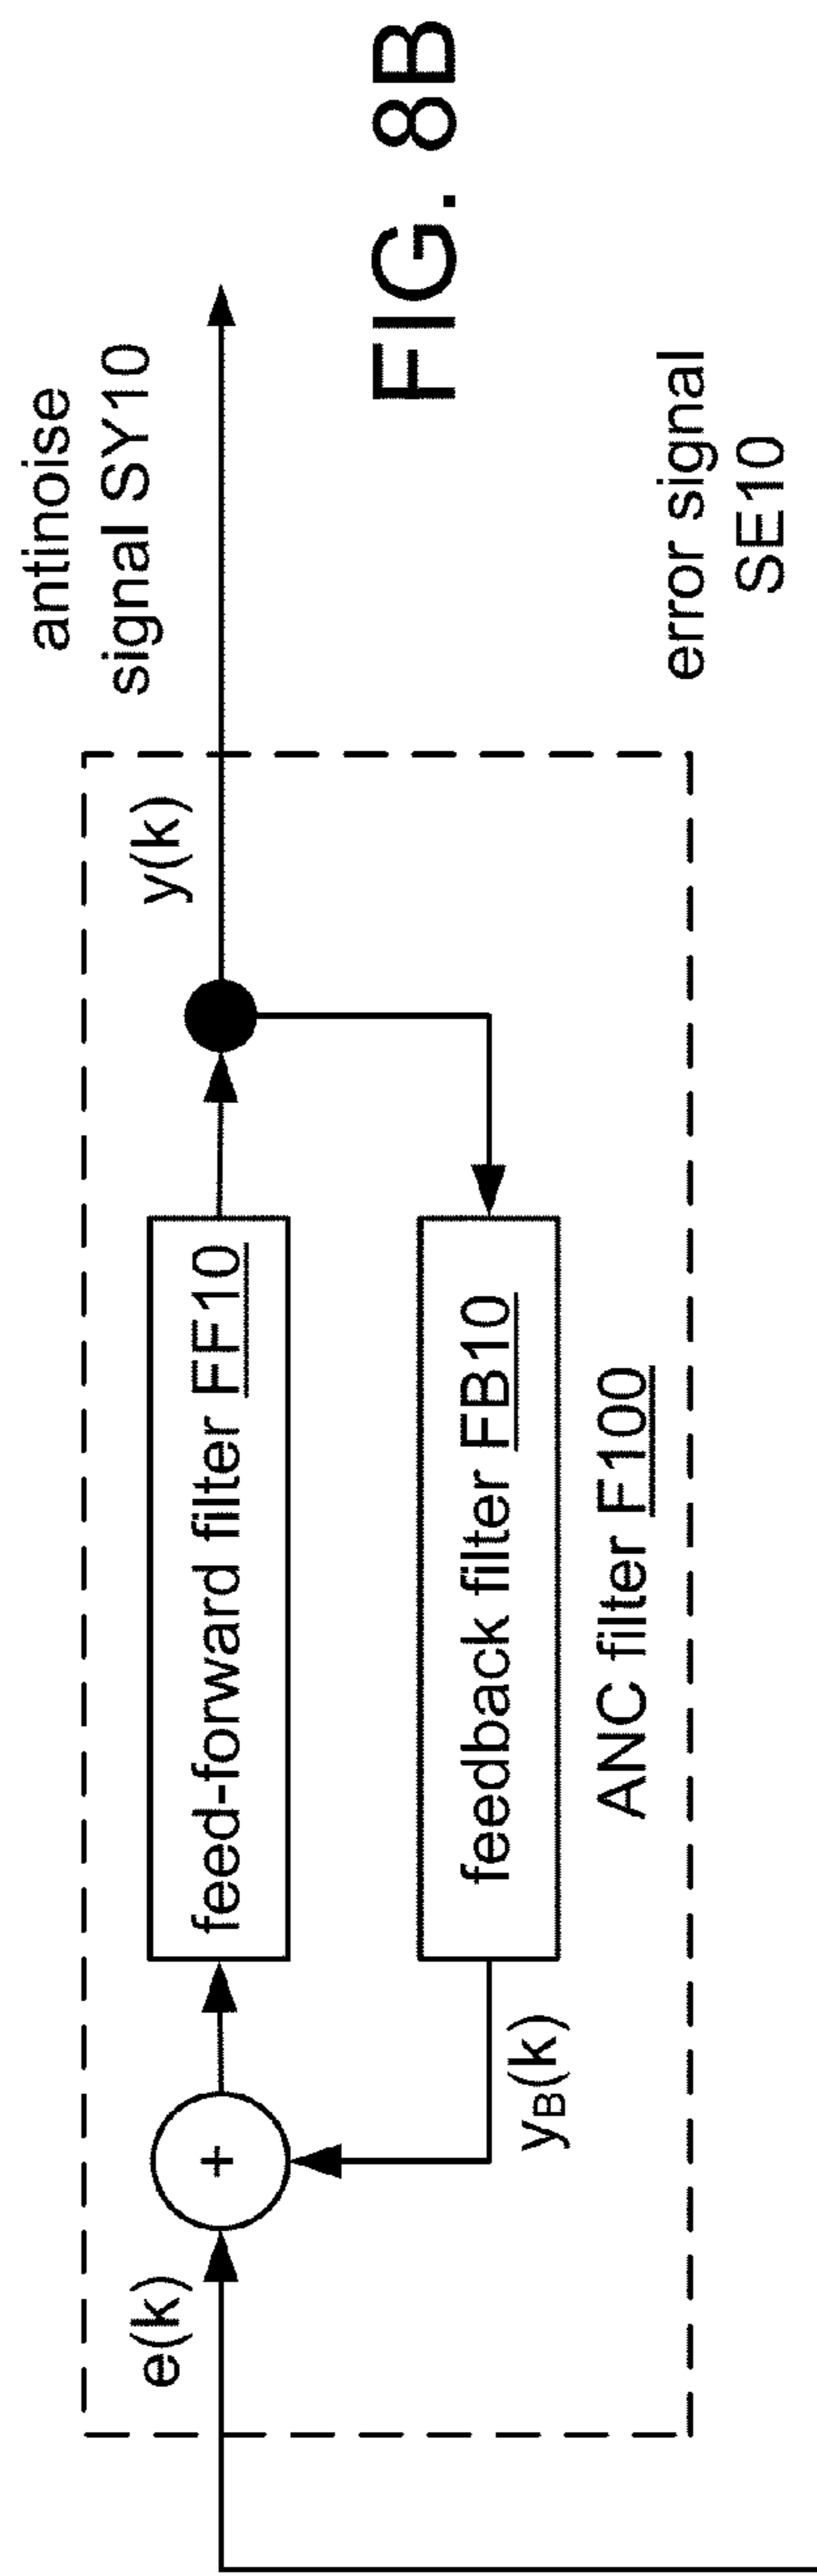 antinoise
signal SY10
e(k)
y(k)
+
feed-forward filter FF10
feedback filter FB10
yB(k)
ANC filter F100
error signal
SE10
FIG. 8B